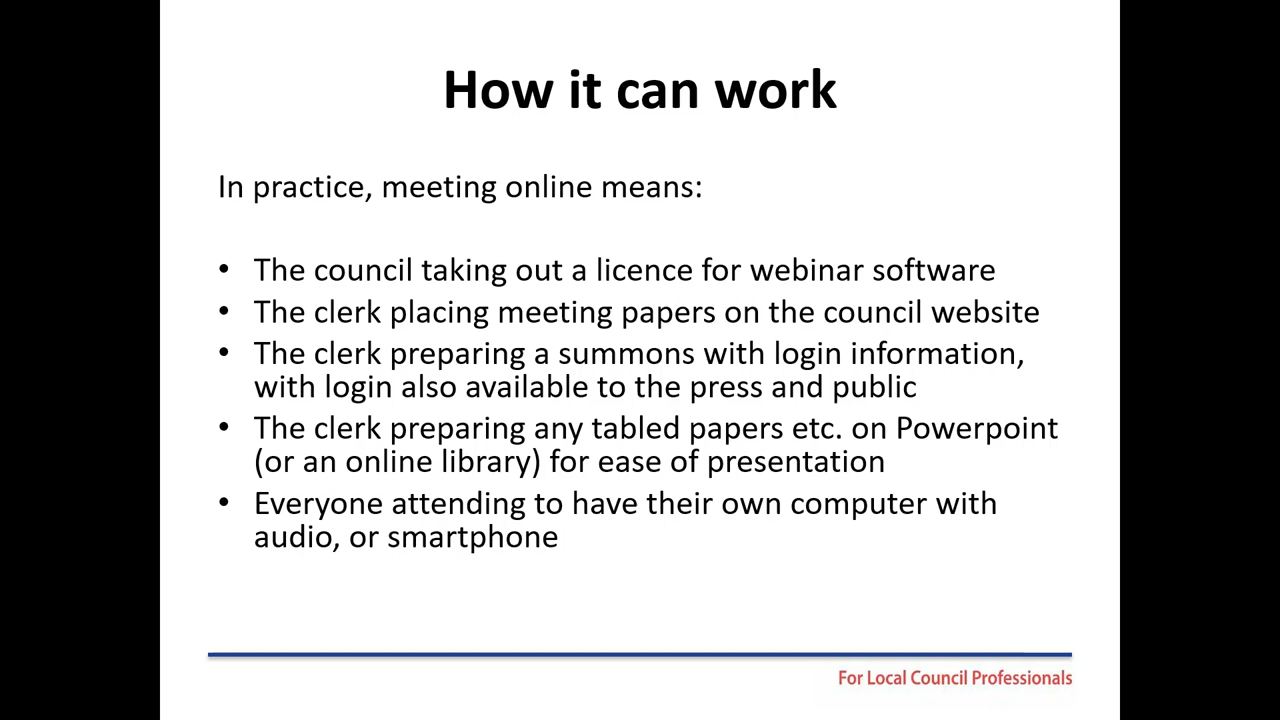 How it can work
In practice, meeting online means:
• The council taking out a licence for webinar software
• The clerk placing meeting papers on the council website
• The clerk preparing a summons with login information,
with login also available to the press and public
• The clerk preparing any tabled papers etc. on Powerpoint
(or an online library) for ease of presentation
• Everyone attending to have their own computer with
audio, or smartphone
For Local Council Professionals